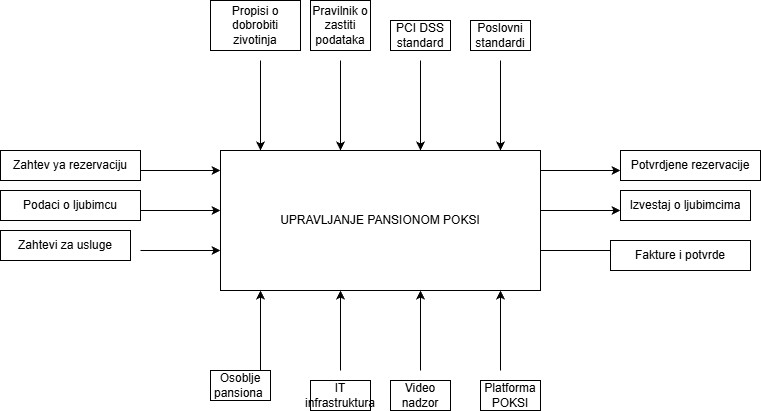 Propisi o
dobrobiti
zivotinja
Pravilnik o
zastiti
podataka
PCI DSS
standard
Poslovni
standardi
Zahtev ya rezervaciju
Podaci o ljubimcu
Zahtevi za usluge
UPRAVLJANJE PANSIONOM POKSI
Potvrdjene rezervacije
Izvestaj o ljubimcima
Fakture i potvrde
Osoblje
pansiona
IT
infrastruktura
Video
nadzor
Platforma
POKSI